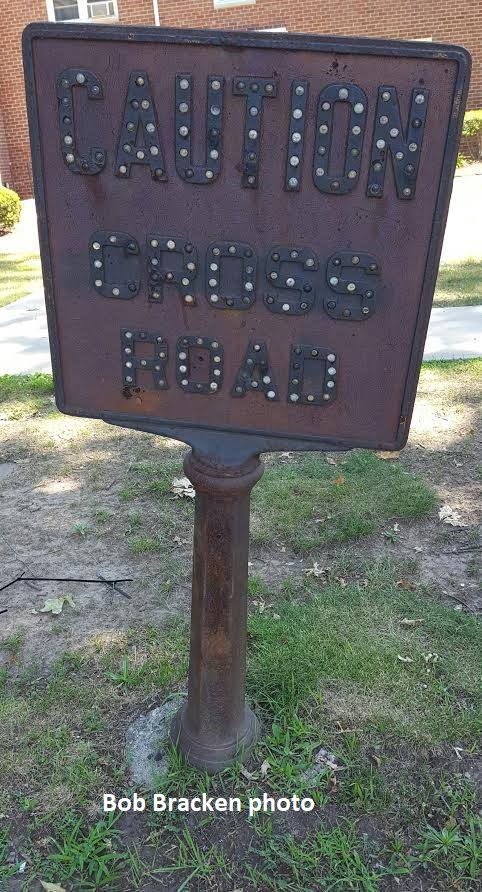 CAUTION
CROSS
ROAD
Bob Bracken photo